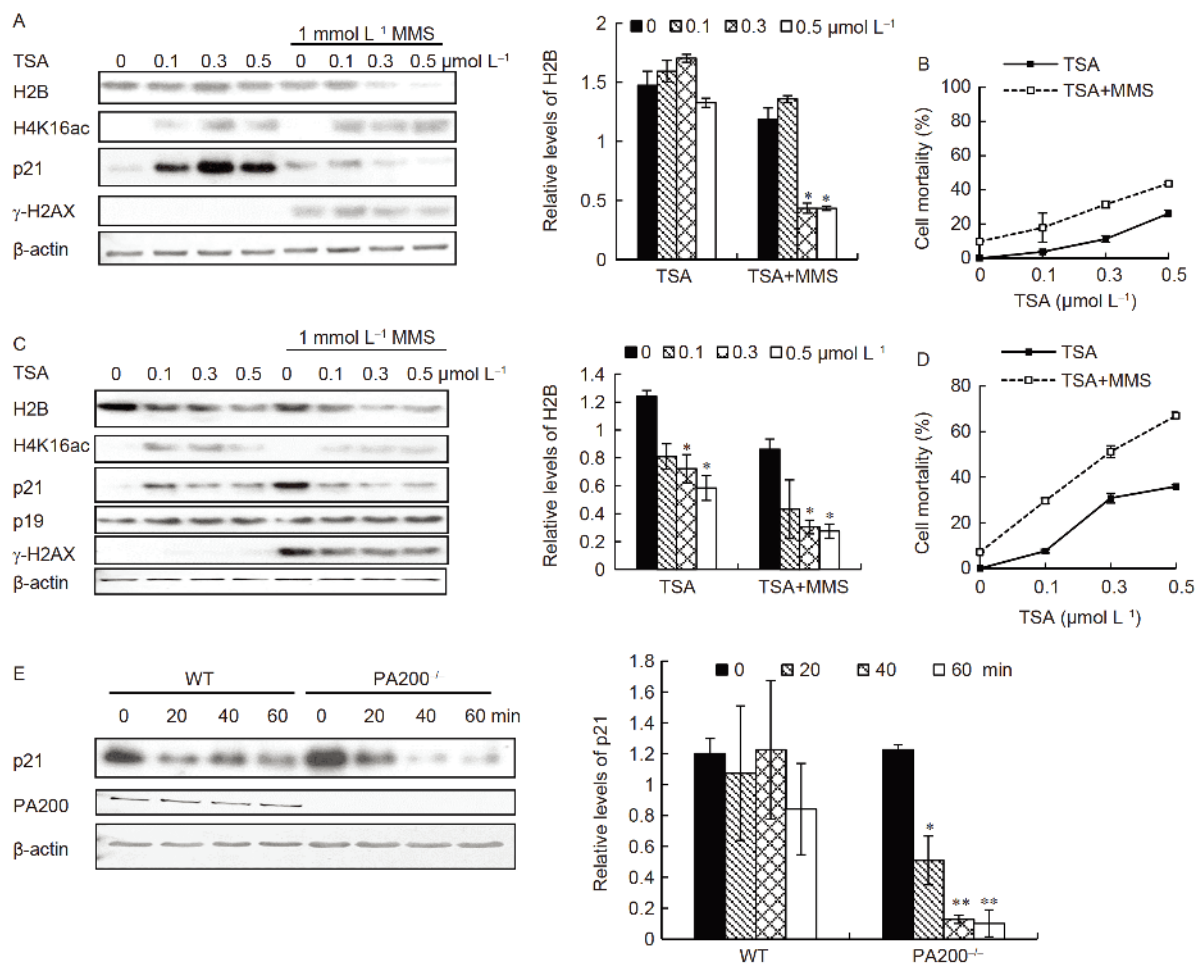 A
1 mmol L⁻¹ MMS
TSA 0 0.1 0.3 0.5 0 0.1 0.3 0.5 μmol L⁻¹
H2B
H4K16ac
p21
γ-H2AX
β-actin
0 0.1 0.3 0.5 μmol L⁻¹
Relative levels of H2B
2
1.5
1
0.5
0
* *
TSA TSA+MMS
B
TSA
TSA+MMS
Cell mortality (%)
100
80
60
40
20
0
0 0.1 0.3 0.5
TSA (μmol L⁻¹)
C
1 mmol L⁻¹ MMS
TSA 0 0.1 0.3 0.5 0 0.1 0.3 0.5 μmol L⁻¹
H2B
H4K16ac
p21
p19
γ-H2AX
β-actin
0 0.1 0.3 0.5 μmol L⁻¹
Relative levels of H2B
1.4
1.2
1
0.8
0.6
0.4
0.2
0
* * * *
TSA TSA+MMS
D
TSA
TSA+MMS
Cell mortality (%)
80
60
40
20
0
0 0.1 0.3 0.5
TSA (μmol L⁻¹)
E
WT PA200⁻/⁻
0 20 40 60 0 20 40 60 min
p21
PA200
β-actin
0 20 40 60 min
Relative levels of p21
1.8
1.6
1.4
1.2
1
0.8
0.6
0.4
0.2
0
* ** **
WT PA200⁻/⁻